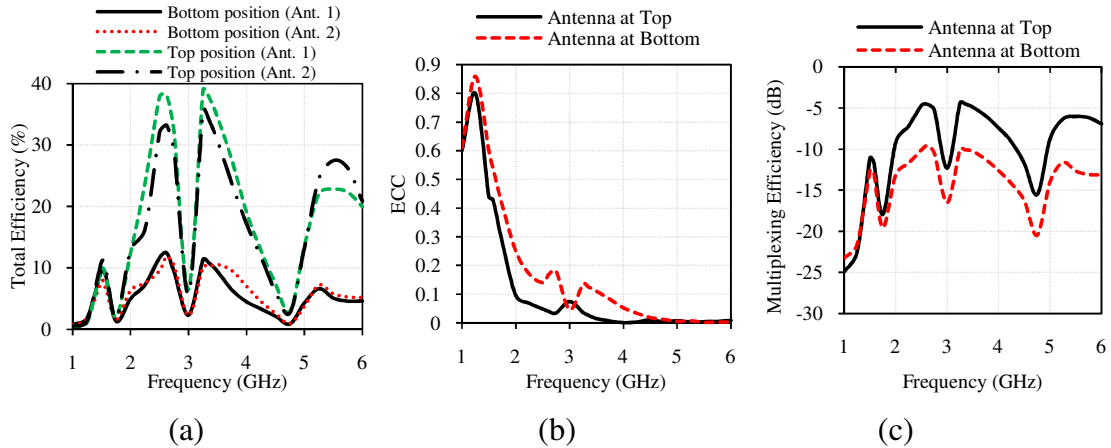 Bottom position (Ant. 1)
Bottom position (Ant. 2)
Top position (Ant. 1)
Top position (Ant. 2)
Total Efficiency (%)
40
30
20
10
0
1 2 3 4 5 6
Frequency (GHz)
(a)
Antenna at Top
Antenna at Bottom
ECC
0.9
0.8
0.7
0.6
0.5
0.4
0.3
0.2
0.1
0
1 2 3 4 5 6
Frequency (GHz)
(b)
Antenna at Top
Antenna at Bottom
Multiplexing Efficiency (dB)
0
-5
-10
-15
-20
-25
-30
1 2 3 4 5 6
Frequency (GHz)
(c)